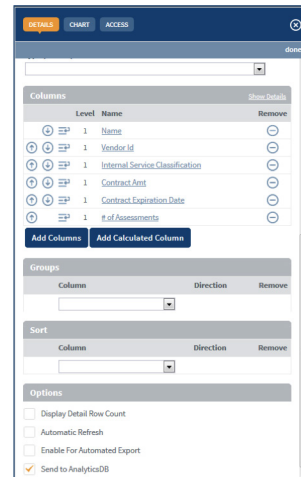 DETAILS CHART ACCESS
done
Columns Show Details
Level Name Remove
1 Name
1 Vendor Id
1 Internal Service Classification
1 Contract Amt
1 Contract Expiration Date
1 # of Assessments
Add Columns Add Calculated Column
Groups
Column Direction Remove
Sort
Column Direction Remove
Options
Display Detail Row Count
Automatic Refresh
Enable For Automated Export
Send to AnalyticsDB